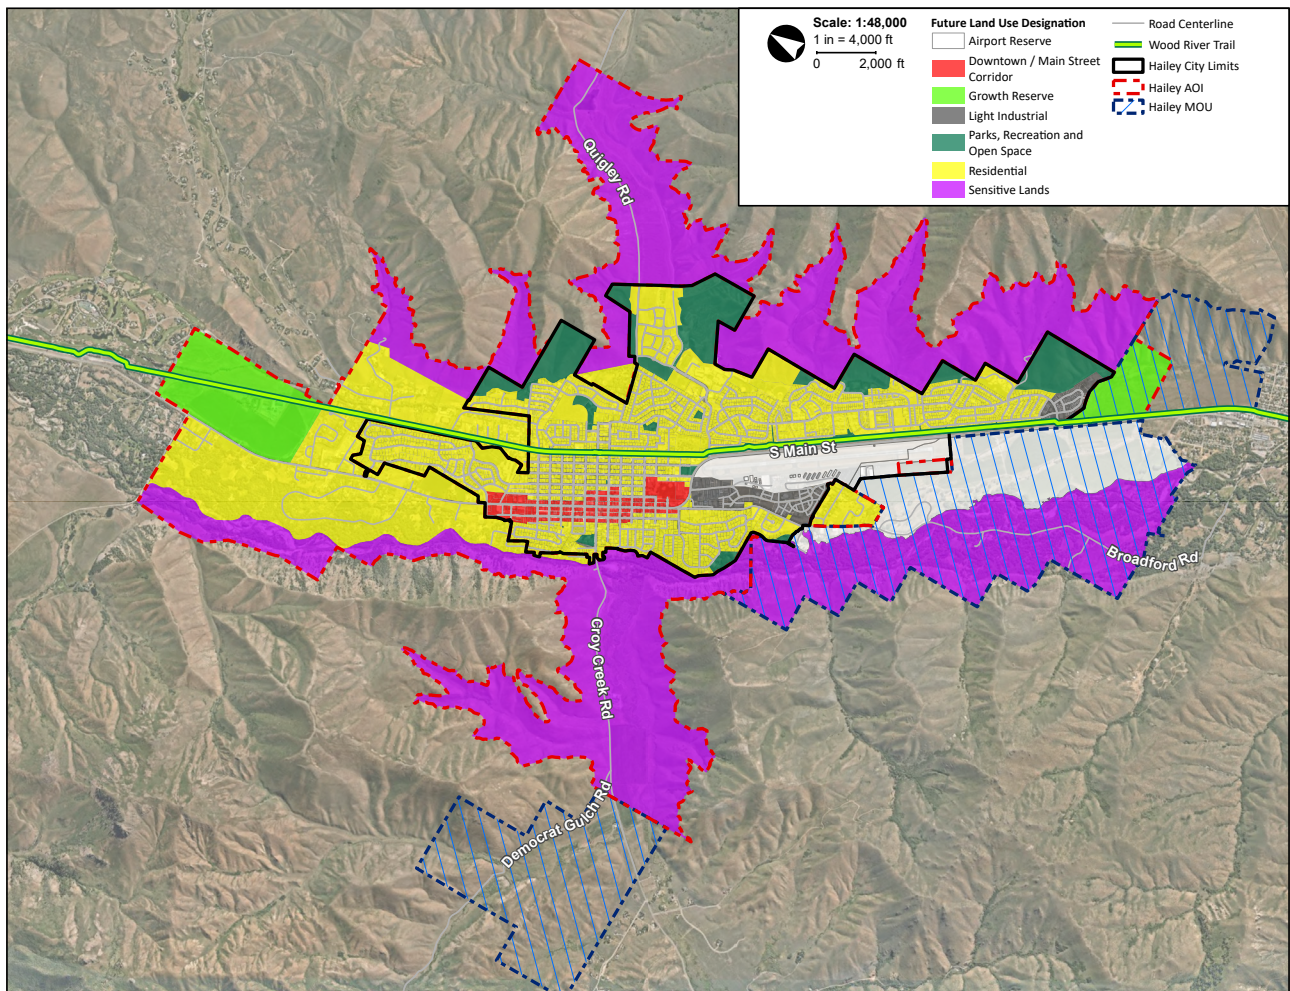 Scale: 1:48,000
1 in = 4,000 ft
0 2,000 ft
Future Land Use Designation
Airport Reserve
Downtown / Main Street
Corridor
Growth Reserve
Light Industrial
Parks, Recreation and
Open Space
Residential
Sensitive Lands
Road Centerline
Wood River Trail
Hailey City Limits
Hailey AOI
Hailey MOU
Quigley Rd
S Main St
Broadford Rd
Croy Creek Rd
Democrat Gulch Rd